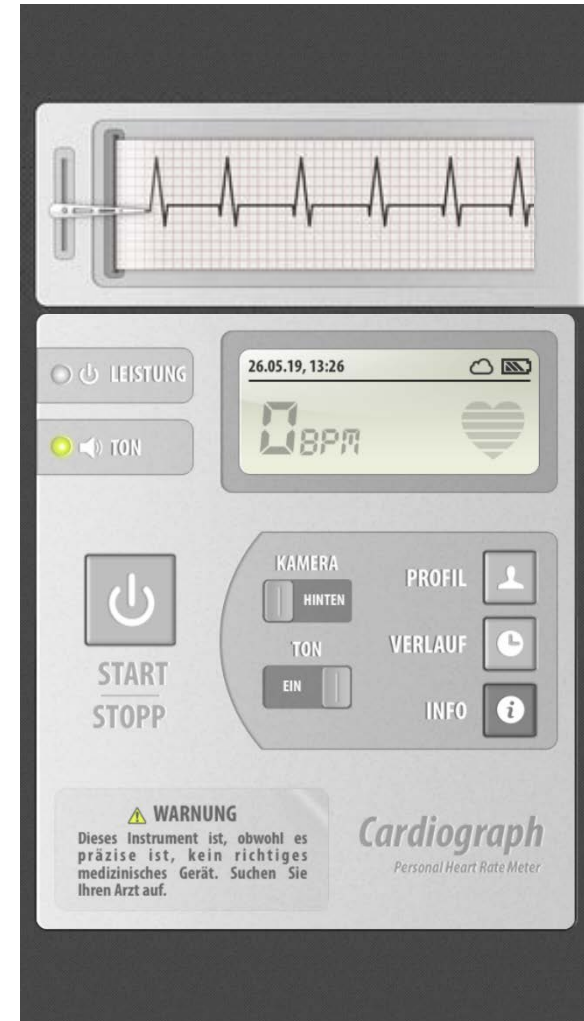 LEISTUNG
TON
26.05.19, 13:26
0 BPM
KAMERA
HINTEN
TON
EIN
PROFIL
VERLAUF
INFO
START
STOPP
WARNUNG
Dieses Instrument ist, obwohl es
präzise ist, kein richtiges
medizinisches Gerät. Suchen Sie
Ihren Arzt auf.
Cardiograph
Personal Heart Rate Meter